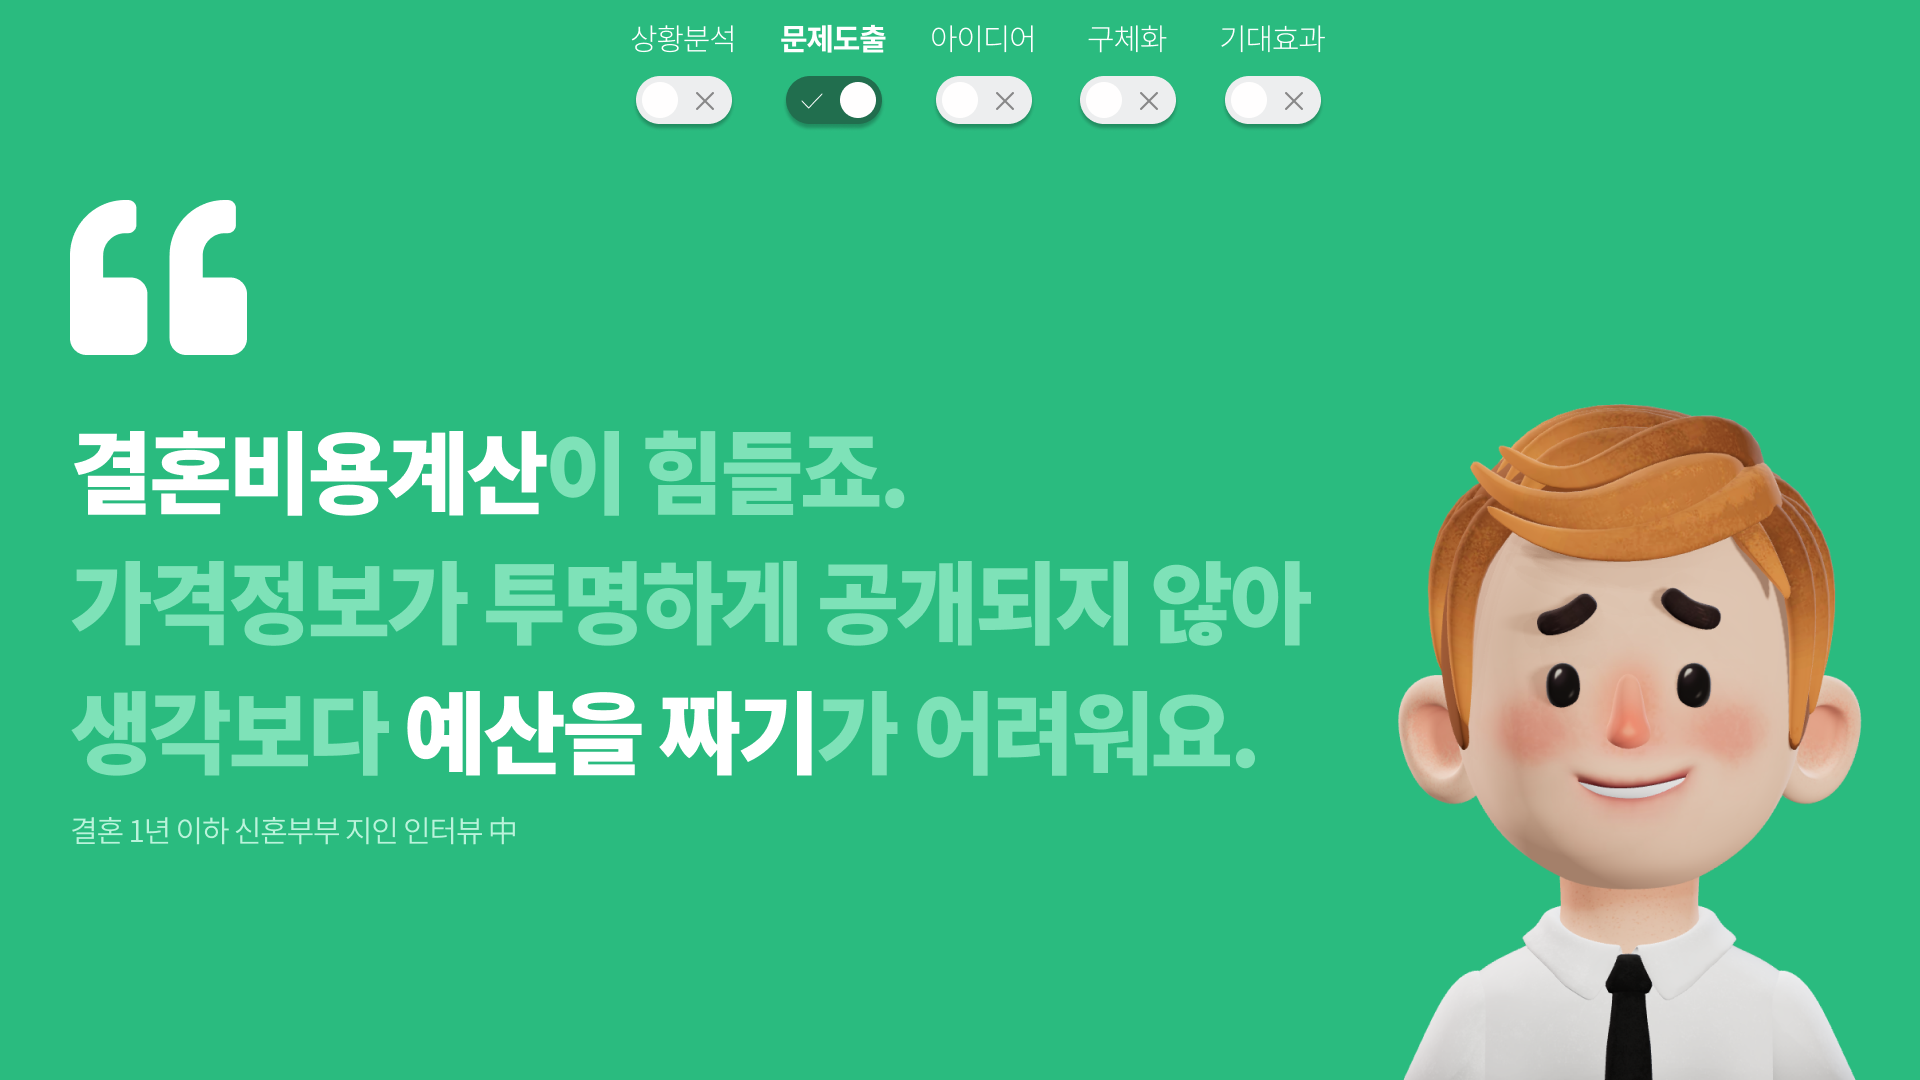 상황분석 문제도출 아이디어 구체화 기대효과
“
결혼비용계산이 힘들죠.
가격정보가 투명하게 공개되지 않아
생각보다 예산을 짜기가 어려워요.
결혼 1년 이하 신혼부부 지인 인터뷰 中